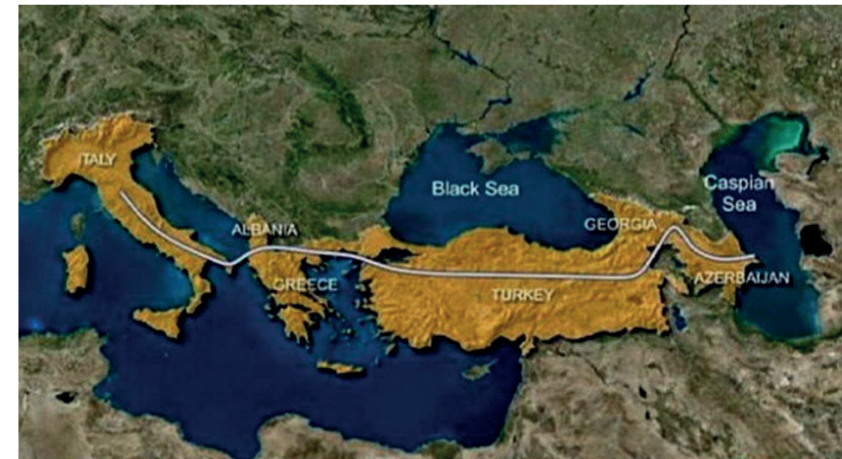 ITALY
Black Sea
Caspian
Sea
ALBANIA
GEORGIA
GREECE
AZERBAIJAN
TURKEY